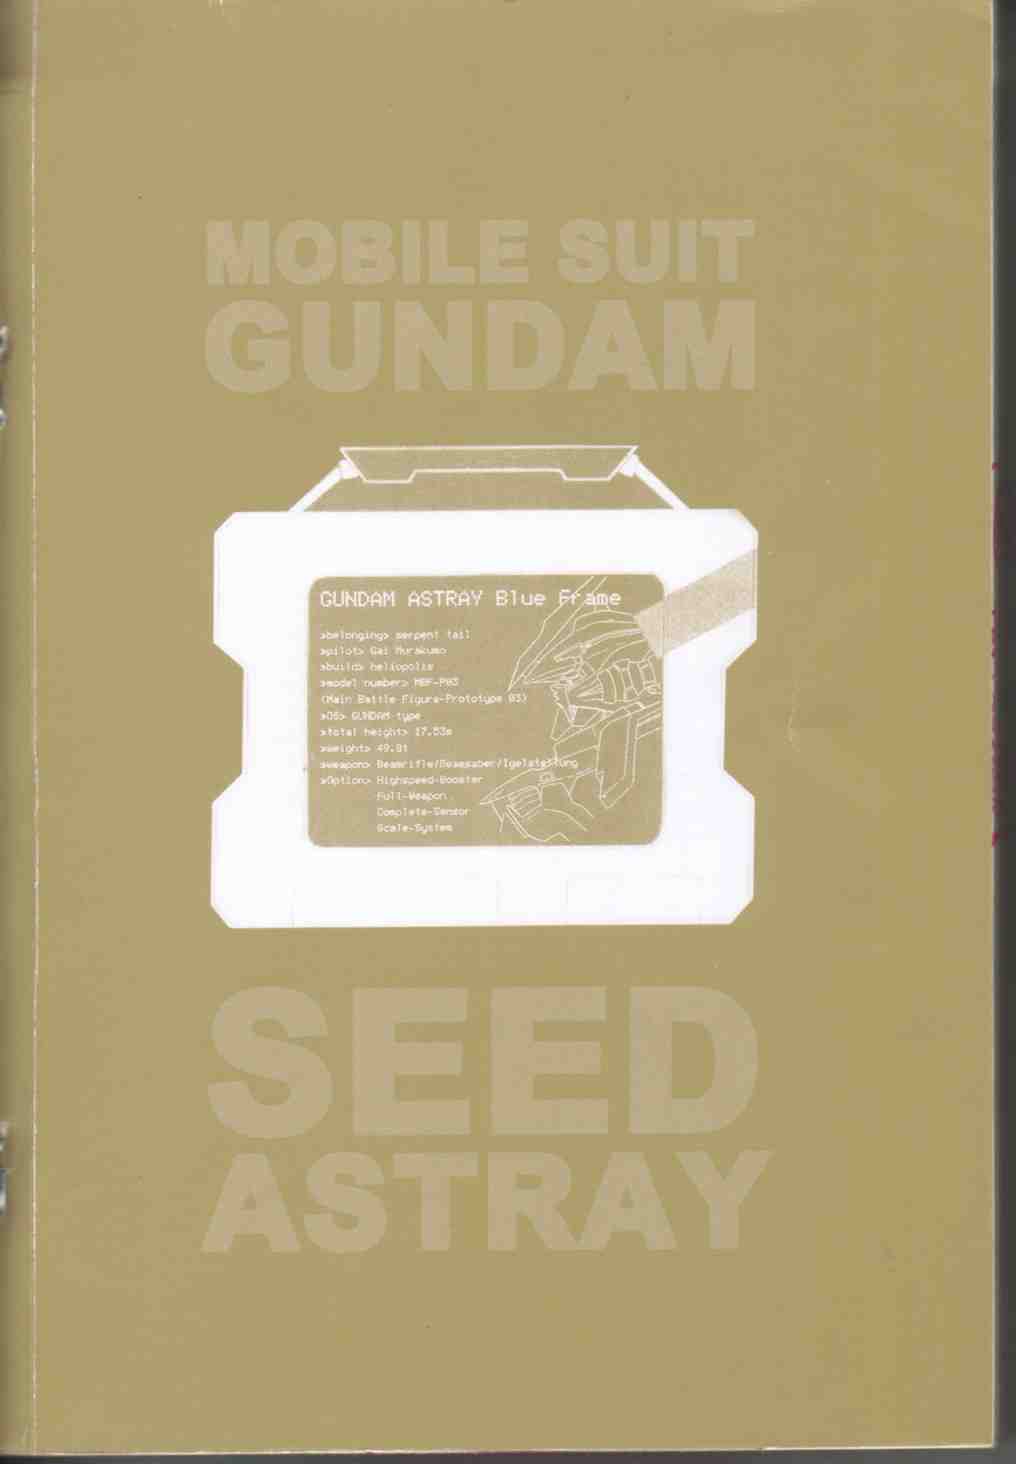 MOBILE SUIT
GUNDAM
GUNDAM ASTRAY Blue Frame
>belonging> serpent tail
>pilot> Gai Murakumo
>build> heliopolis
>model number> MBF-P03
(Main Battle Figure-Prototype 03)
>OS> GUNDAM type
>total height> 17.53m
>weight> 49.8t
>weapon> Beamrifle/Beamsaber/Igelstellung
>Option> Highspeed-Booster
Full-Weapon
Complete-Sensor
Scale-System
SEED
ASTRAY